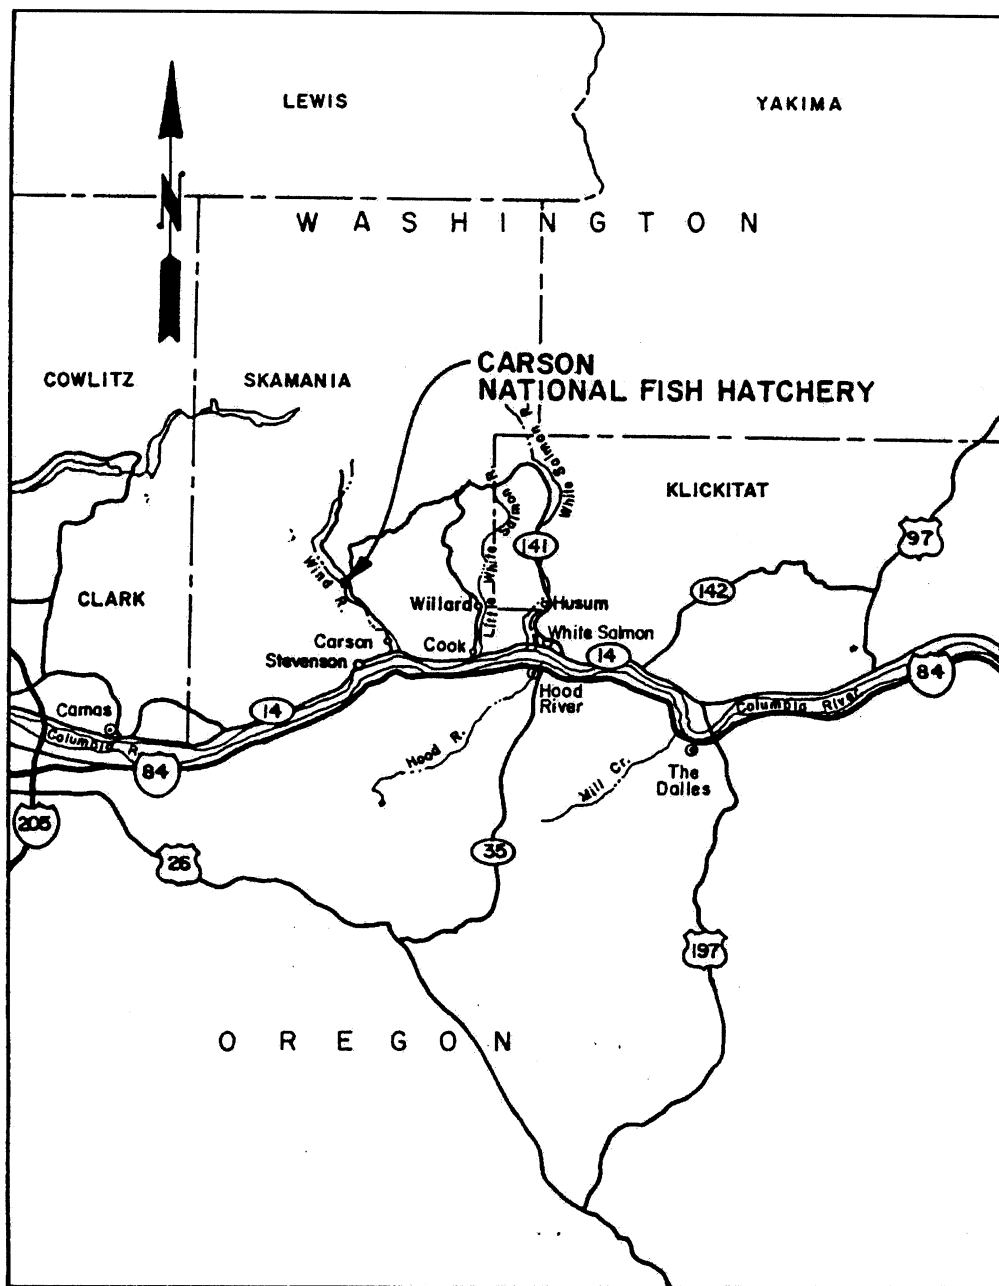 LEWIS
YAKIMA
N
WASHINGTON
COWLITZ
SKAMANIA
CARSON
NATIONAL FISH HATCHERY
White Salmon R.
KLICKITAT
Little White Salmon R.
141
97
Wind R.
CLARK
142
Willard
Husum
Carson
Cook
White Salmon
Stevenson
14
84
Hood
River
Columbia River
14
Camas
Columbia R.
84
Hood R.
Mill Cr.
The
Dalles
205
26
35
197
OREGON